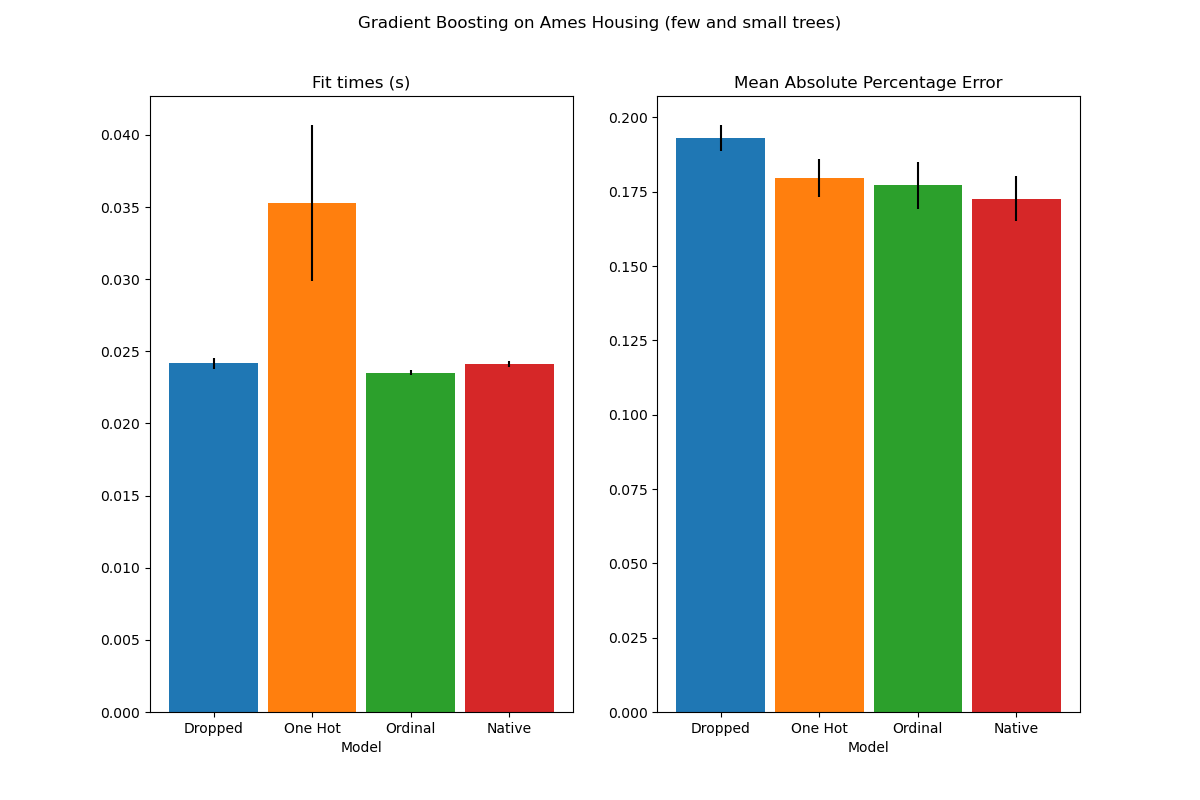 Gradient Boosting on Ames Housing (few and small trees)
Fit times (s)
0.040
0.035
0.030
0.025
0.020
0.015
0.010
0.005
0.000
Dropped One Hot Ordinal Native
Model
Mean Absolute Percentage Error
0.200
0.175
0.150
0.125
0.100
0.075
0.050
0.025
0.000
Dropped One Hot Ordinal Native
Model